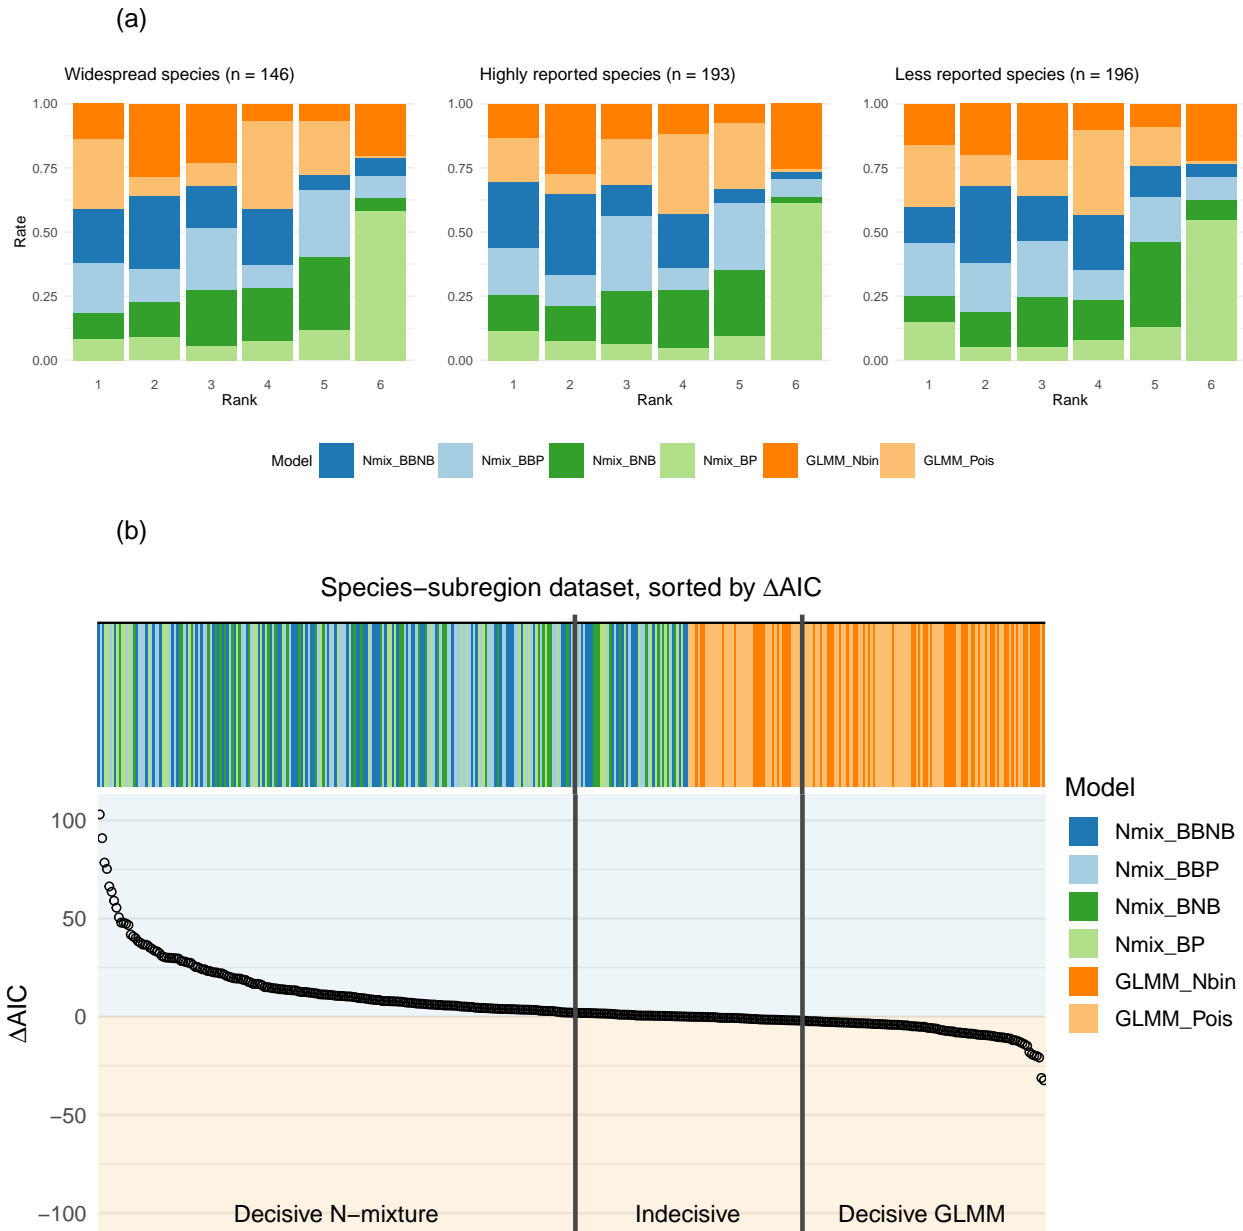 (a)
Widespread species (n = 146)
Highly reported species (n = 193)
Less reported species (n = 196)
1.00
0.75
0.50
0.25
0.00
Rate
1 2 3 4 5 6
Rank
1.00
0.75
0.50
0.25
0.00
1 2 3 4 5 6
Rank
1.00
0.75
0.50
0.25
0.00
1 2 3 4 5 6
Rank
Model Nmix_BBNB Nmix_BBP Nmix_BNB Nmix_BP GLMM_Nbin GLMM_Pois
(b)
Species−subregion dataset, sorted by ΔAIC
100
50
0
−50
−100
ΔAIC
Decisive N−mixture
Indecisive
Decisive GLMM
Model
Nmix_BBNB
Nmix_BBP
Nmix_BNB
Nmix_BP
GLMM_Nbin
GLMM_Pois